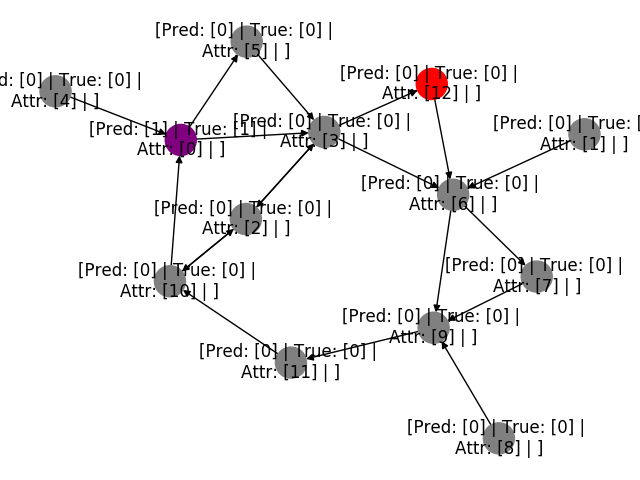 [Pred: [0] | True: [0] |
Attr: [5] | ]
d: [0] | True: [0] |
Attr: [4] | ]
[Pred: [0] | True: [0] |
Attr: [12] | ]
[Pred: [1] | True: [1] |
Attr: [0] | ]
[Pred: [0] | True: [0] |
Attr: [3] | ]
[Pred: [0] | True: [
Attr: [1] | ]
[Pred: [0] | True: [0] |
Attr: [6] | ]
[Pred: [0] | True: [0] |
Attr: [2] | ]
[Pred: [0] | True: [0] |
Attr: [10] | ]
[Pred: [0] | True: [0] |
Attr: [7] | ]
[Pred: [0] | True: [0] |
Attr: [9] | ]
[Pred: [0] | True: [0] |
Attr: [11] | ]
[Pred: [0] | True: [0] |
Attr: [8] | ]